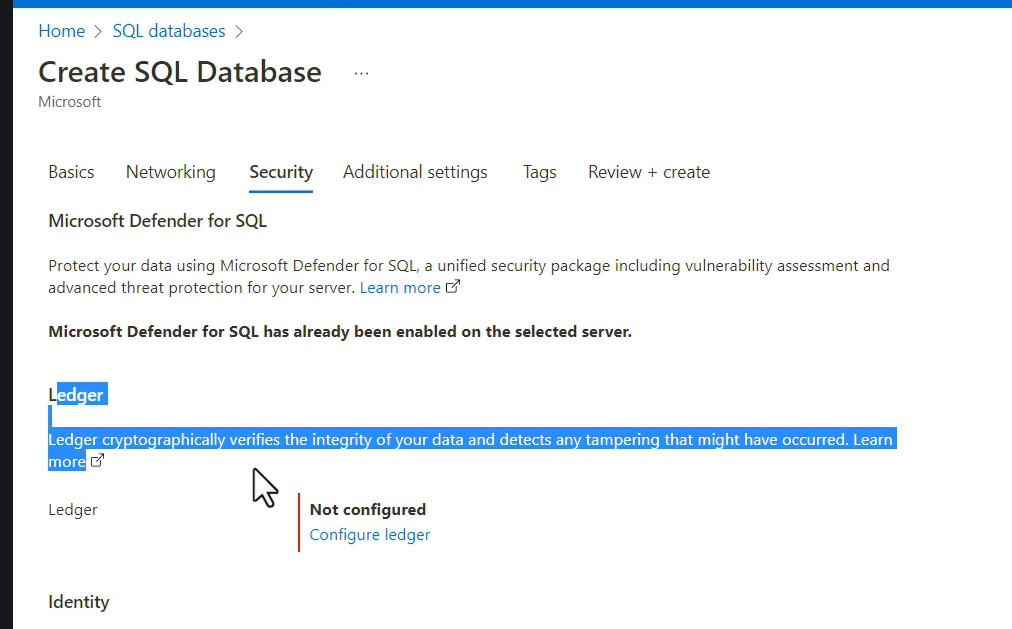 Home > SQL databases >
Create SQL Database ...
Microsoft
Basics Networking Security Additional settings Tags Review + create
Microsoft Defender for SQL
Protect your data using Microsoft Defender for SQL, a unified security package including vulnerability assessment and
advanced threat protection for your server. Learn more
Microsoft Defender for SQL has already been enabled on the selected server.
Ledger
Ledger cryptographically verifies the integrity of your data and detects any tampering that might have occurred. Learn
more
Ledger Not configured
Configure ledger
Identity